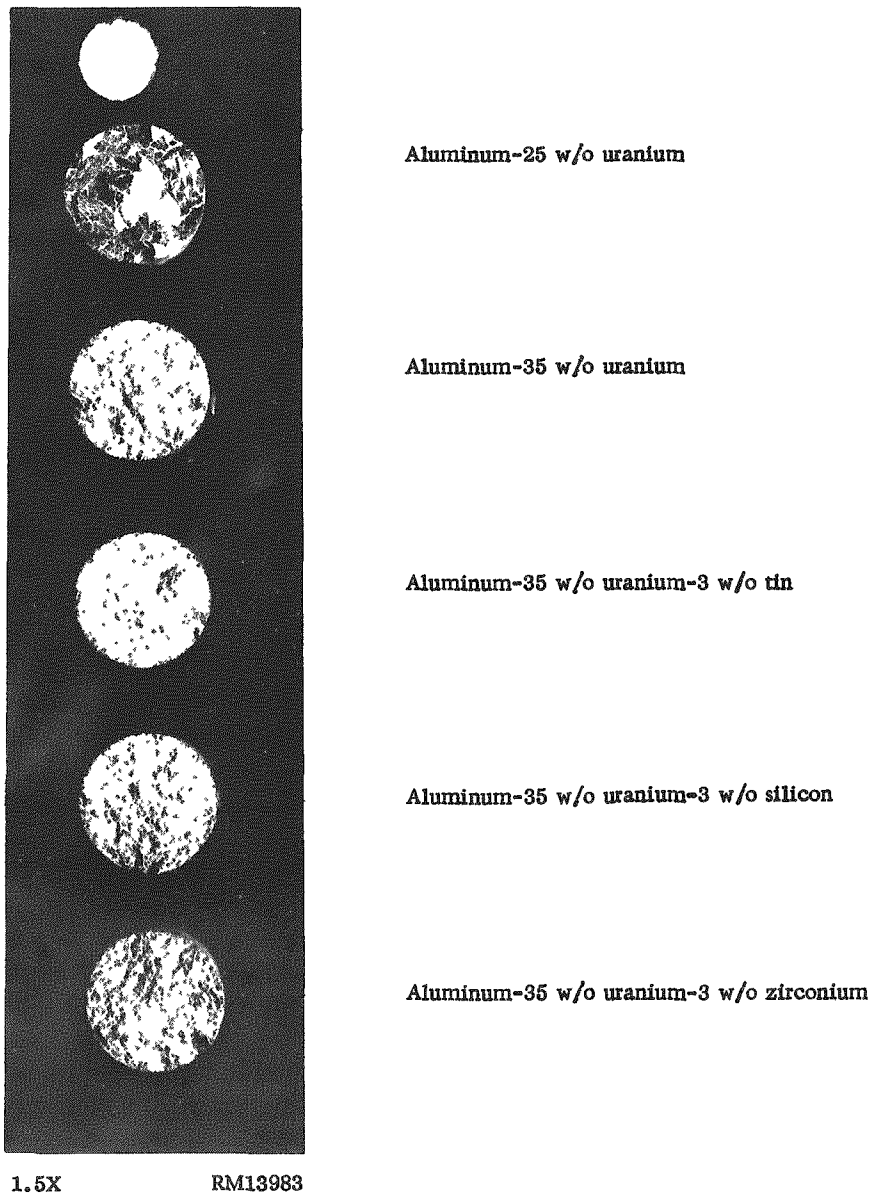 Aluminum-25 w/o uranium
Aluminum-35 w/o uranium
Aluminum-35 w/o uranium-3 w/o tin
Aluminum-35 w/o uranium-3 w/o silicon
Aluminum-35 w/o uranium-3 w/o zirconium
1.5X RM13983